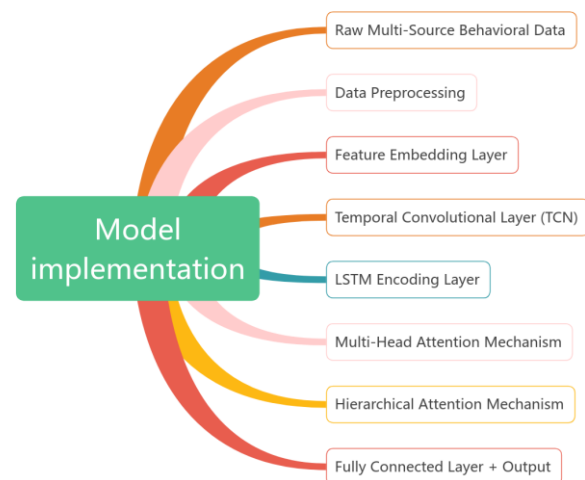 Raw Multi-Source Behavioral Data
Data Preprocessing
Feature Embedding Layer
Temporal Convolutional Layer (TCN)
Model
implementation
LSTM Encoding Layer
Multi-Head Attention Mechanism
Hierarchical Attention Mechanism
Fully Connected Layer + Output